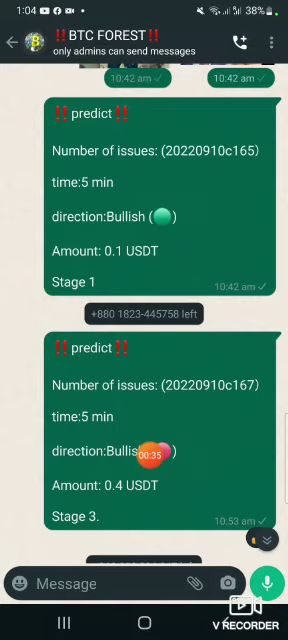 1:04
38%
‼️BTC FOREST‼️
only admins can send messages
10:42 am
10:42 am
‼️predict‼️
Number of issues: (20220910c165)
time:5 min
direction:Bullish (🟢)
Amount: 0.1 USDT
Stage 1
10:42 am
+880 1823-445758 left
‼️predict‼️
Number of issues: (20220910c167)
time:5 min
direction:Bullis 00:35 )
Amount: 0.4 USDT
Stage 3.
10:53 am
Message
V RECORDER